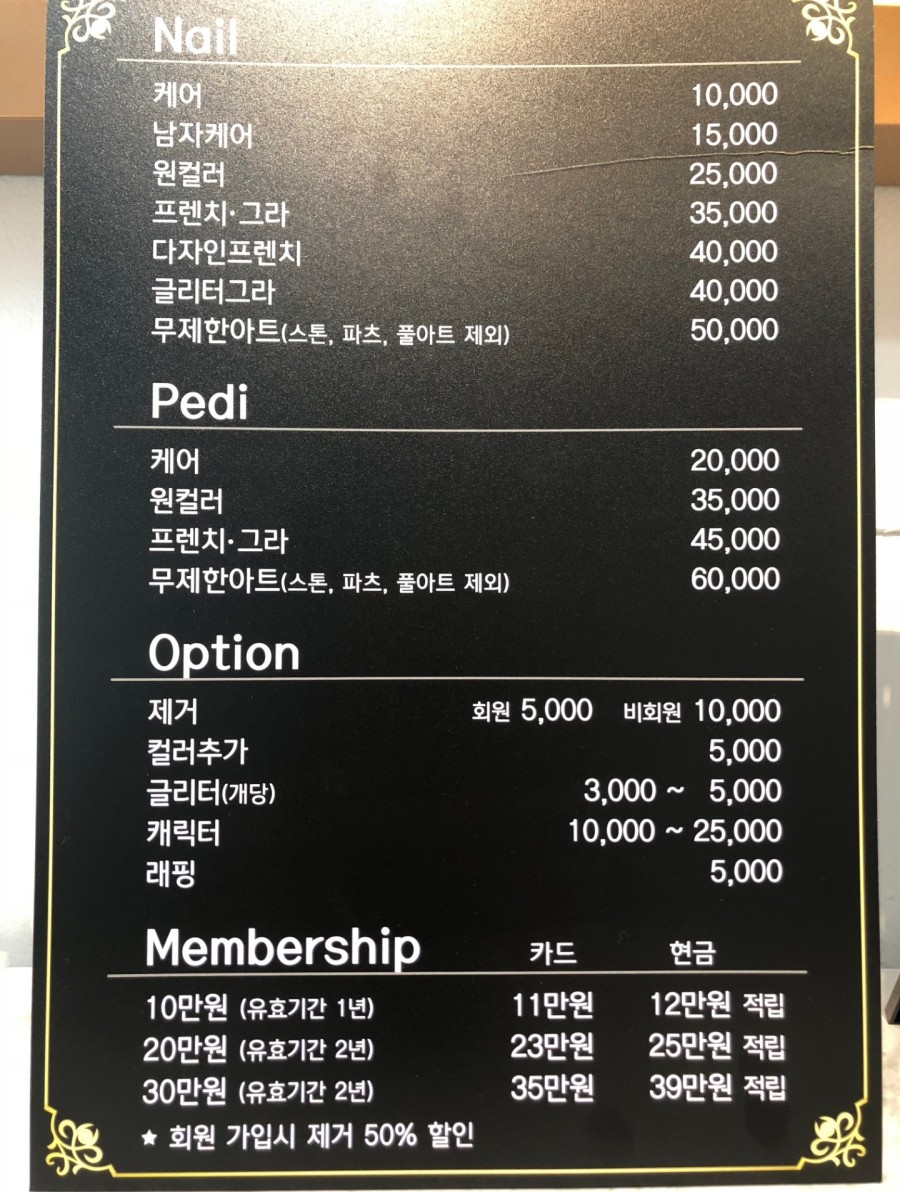 Nail
케어 10,000
남자케어 15,000
원컬러 25,000
프렌치·그라 35,000
다자인프렌치 40,000
글리터그라 40,000
무제한아트(스톤, 파츠, 풀아트 제외) 50,000
Pedi
케어 20,000
원컬러 35,000
프렌치·그라 45,000
무제한아트(스톤, 파츠, 풀아트 제외) 60,000
Option
제거 회원 5,000 비회원 10,000
컬러추가 5,000
글리터(개당) 3,000 ~ 5,000
캐릭터 10,000 ~ 25,000
래핑 5,000
Membership 카드 현금
10만원 (유효기간 1년) 11만원 12만원 적립
20만원 (유효기간 2년) 23만원 25만원 적립
30만원 (유효기간 2년) 35만원 39만원 적립
★ 회원 가입시 제거 50% 할인